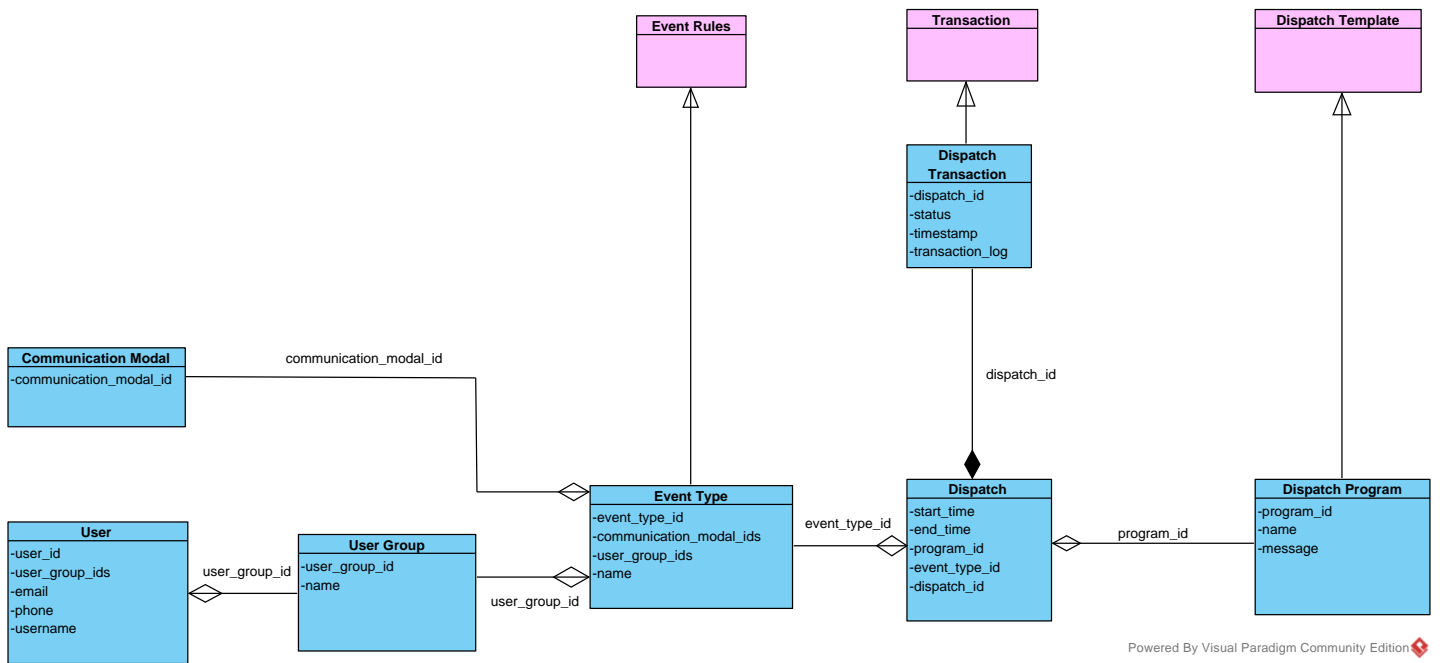 Event Rules
Transaction
Dispatch Template
Dispatch
Transaction
-dispatch_id
-status
-timestamp
-transaction_log
Communication Modal
-communication_modal_id
communication_modal_id
dispatch_id
User
-user_id
-user_group_ids
-email
-phone
-username
user_group_id
User Group
-user_group_id
-name
user_group_id
Event Type
-event_type_id
-communication_modal_ids
-user_group_ids
-name
event_type_id
Dispatch
-start_time
-end_time
-program_id
-event_type_id
-dispatch_id
program_id
Dispatch Program
-program_id
-name
-message
Powered By Visual Paradigm Community Edition